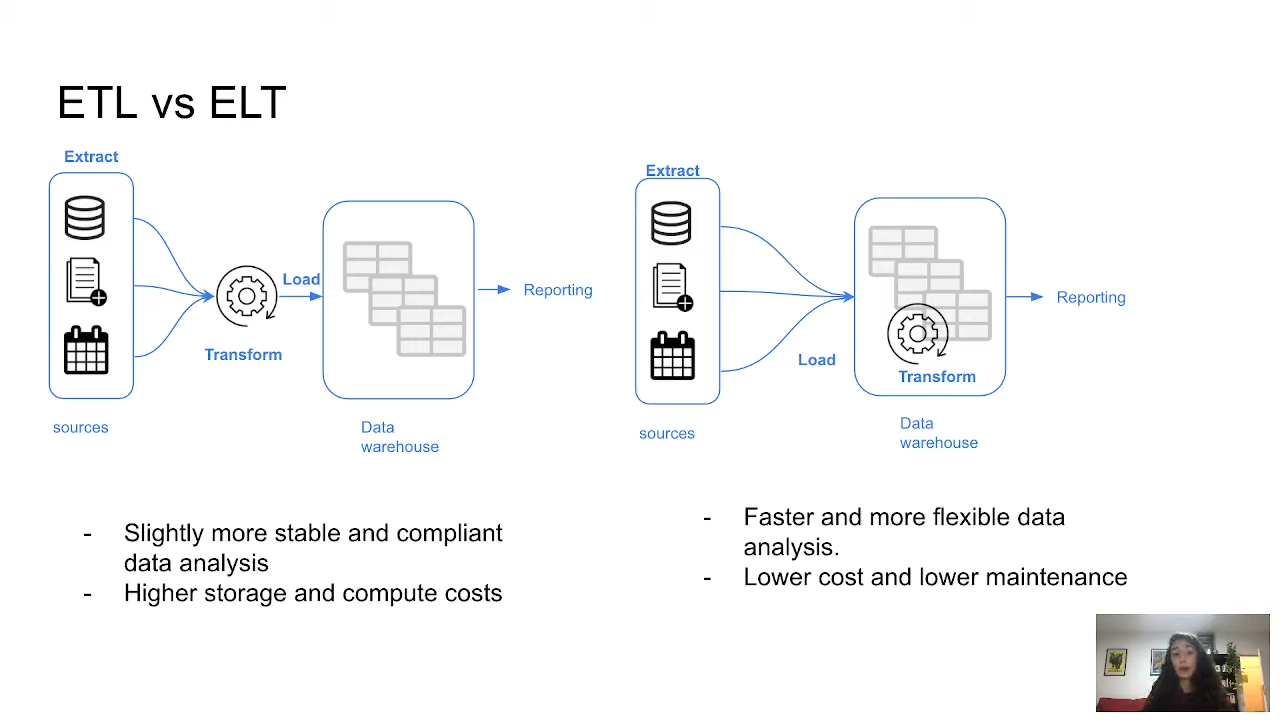 ETL vs ELT
Extract
Load
Transform
sources
Data
warehouse
Reporting
- Slightly more stable and compliant
data analysis
- Higher storage and compute costs
Extract
Load
Transform
sources
Data
warehouse
Reporting
- Faster and more flexible data
analysis.
- Lower cost and lower maintenance